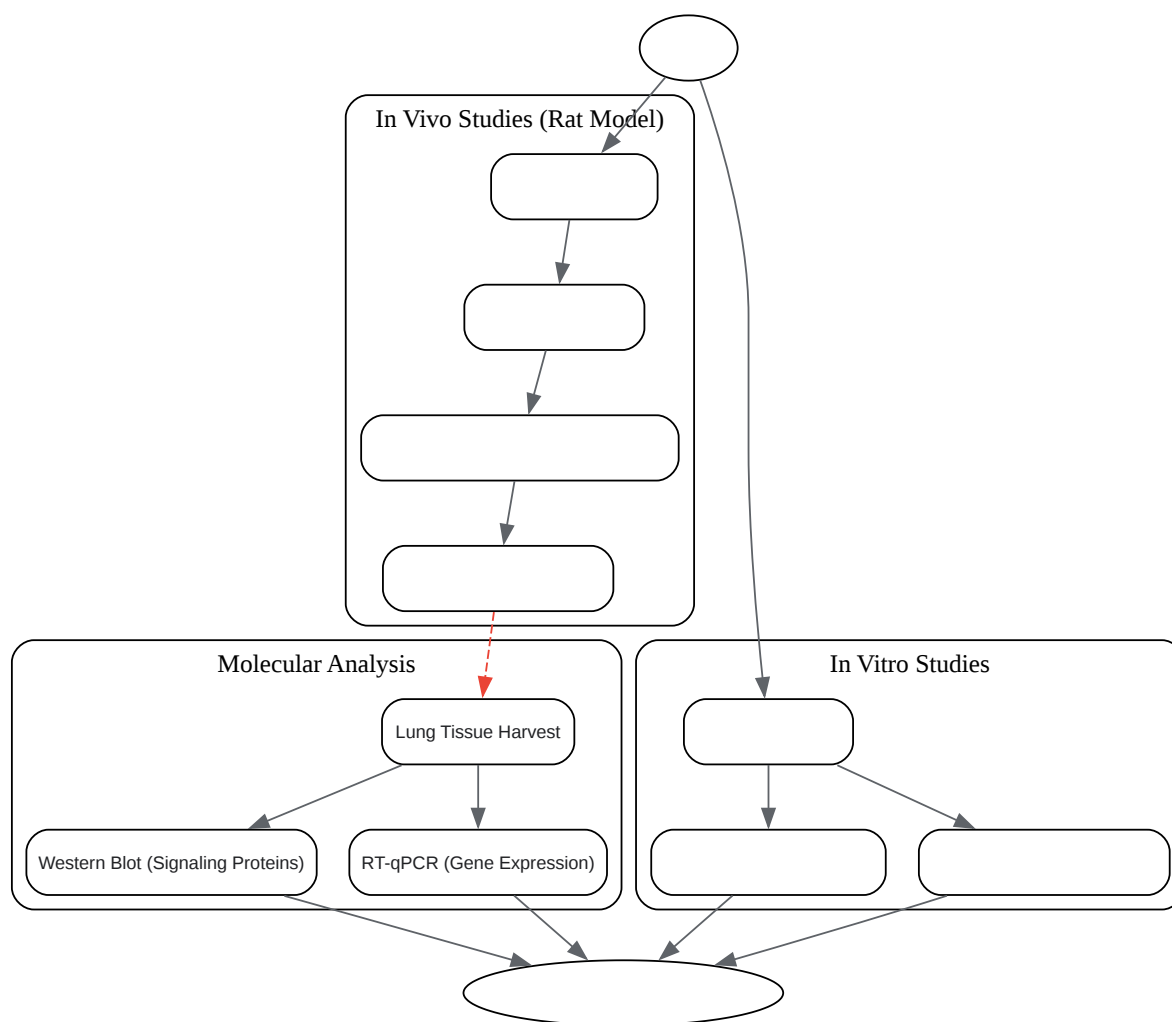 In Vivo Studies (Rat Model)
Molecular Analysis
In Vitro Studies
Lung Tissue Harvest
Western Blot (Signaling Proteins)
RT-qPCR (Gene Expression)